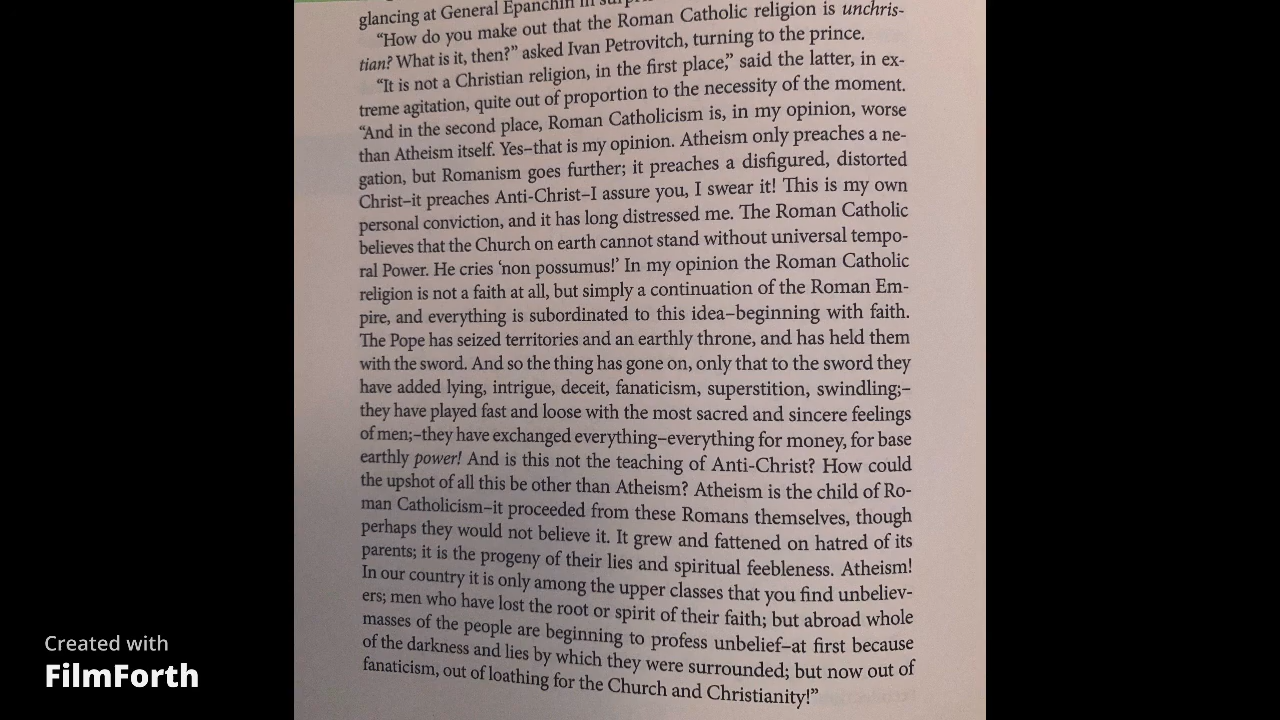 glancing at General Epanchin in
“How do you make out that the Roman Catholic religion is unchris-
tian? What is it, then?” asked Ivan Petrovitch, turning to the prince.
“It is not a Christian religion, in the first place,” said the latter, in ex-
treme agitation, quite out of proportion to the necessity of the moment.
“And in the second place, Roman Catholicism is, in my opinion, worse
than Atheism itself. Yes–that is my opinion. Atheism only preaches a ne-
gation, but Romanism goes further; it preaches a disfigured, distorted
Christ–it preaches Anti-Christ–I assure you, I swear it! This is my own
personal conviction, and it has long distressed me. The Roman Catholic
believes that the Church on earth cannot stand without universal tempo-
ral Power. He cries ‘non possumus!’ In my opinion the Roman Catholic
religion is not a faith at all, but simply a continuation of the Roman Em-
pire, and everything is subordinated to this idea–beginning with faith.
The Pope has seized territories and an earthly throne, and has held them
with the sword. And so the thing has gone on, only that to the sword they
have added lying, intrigue, deceit, fanaticism, superstition, swindling;–
they have played fast and loose with the most sacred and sincere feelings
of men;–they have exchanged everything–everything for money, for base
earthly power! And is this not the teaching of Anti-Christ? How could
the upshot of all this be other than Atheism? Atheism is the child of Ro-
man Catholicism–it proceeded from these Romans themselves, though
perhaps they would not believe it. It grew and fattened on hatred of its
parents; it is the progeny of their lies and spiritual feebleness. Atheism!
In our country it is only among the upper classes that you find unbeliev-
ers; men who have lost the root or spirit of their faith; but abroad whole
masses of the people are beginning to profess unbelief–at first because
of the darkness and lies by which they were surrounded; but now out of
fanaticism, out of loathing for the Church and Christianity!”
Created with
FilmForth